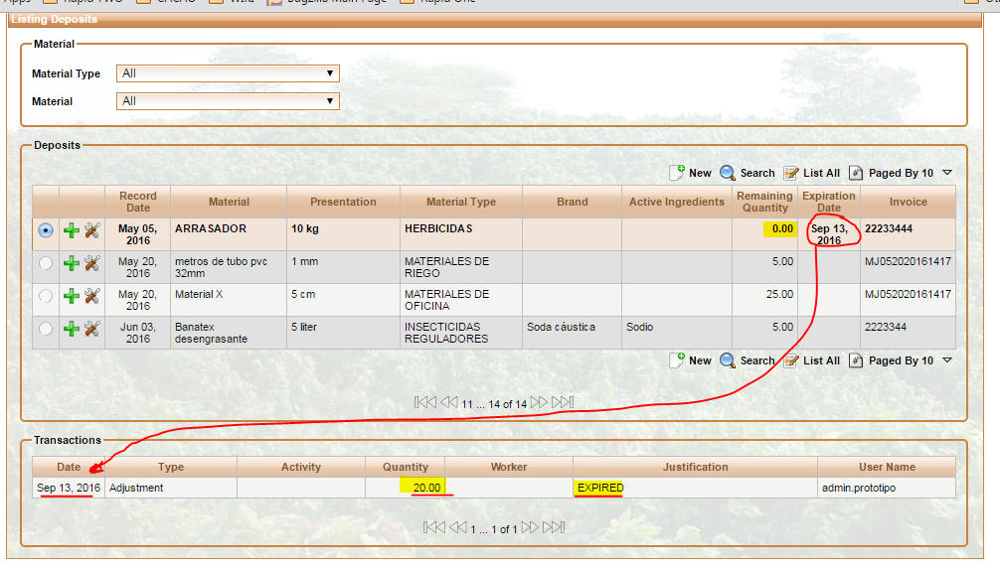 Apps Rapid TWO CACAO WIKI Bugzilla Main Page Rapid One
Listing Deposits
Material
Material Type All
Material All
Deposits
New Search List All Paged By 10
Record Date Material Presentation Material Type Brand Active Ingredients Remaining Quantity Expiration Date Invoice
May 05, 2016 ARRASADOR 10 kg HERBICIDAS 0.00 Sep 13, 2016 22233444
May 20, 2016 metros de tubo pvc 32mm 1 mm MATERIALES DE RIEGO 5.00 MJ052020161417
May 20, 2016 Material X 5 cm MATERIALES DE OFICINA 25.00 MJ052020161417
Jun 03, 2016 Banatex desengrasante 5 liter INSECTICIDAS REGULADORES Soda cáustica Sodio 5.00 2223344
New Search List All Paged By 10
11 ... 14 of 14
Transactions
Date Type Activity Quantity Worker Justification User Name
Sep 13, 2016 Adjustment 20.00 EXPIRED admin.prototipo
1 ... 1 of 1